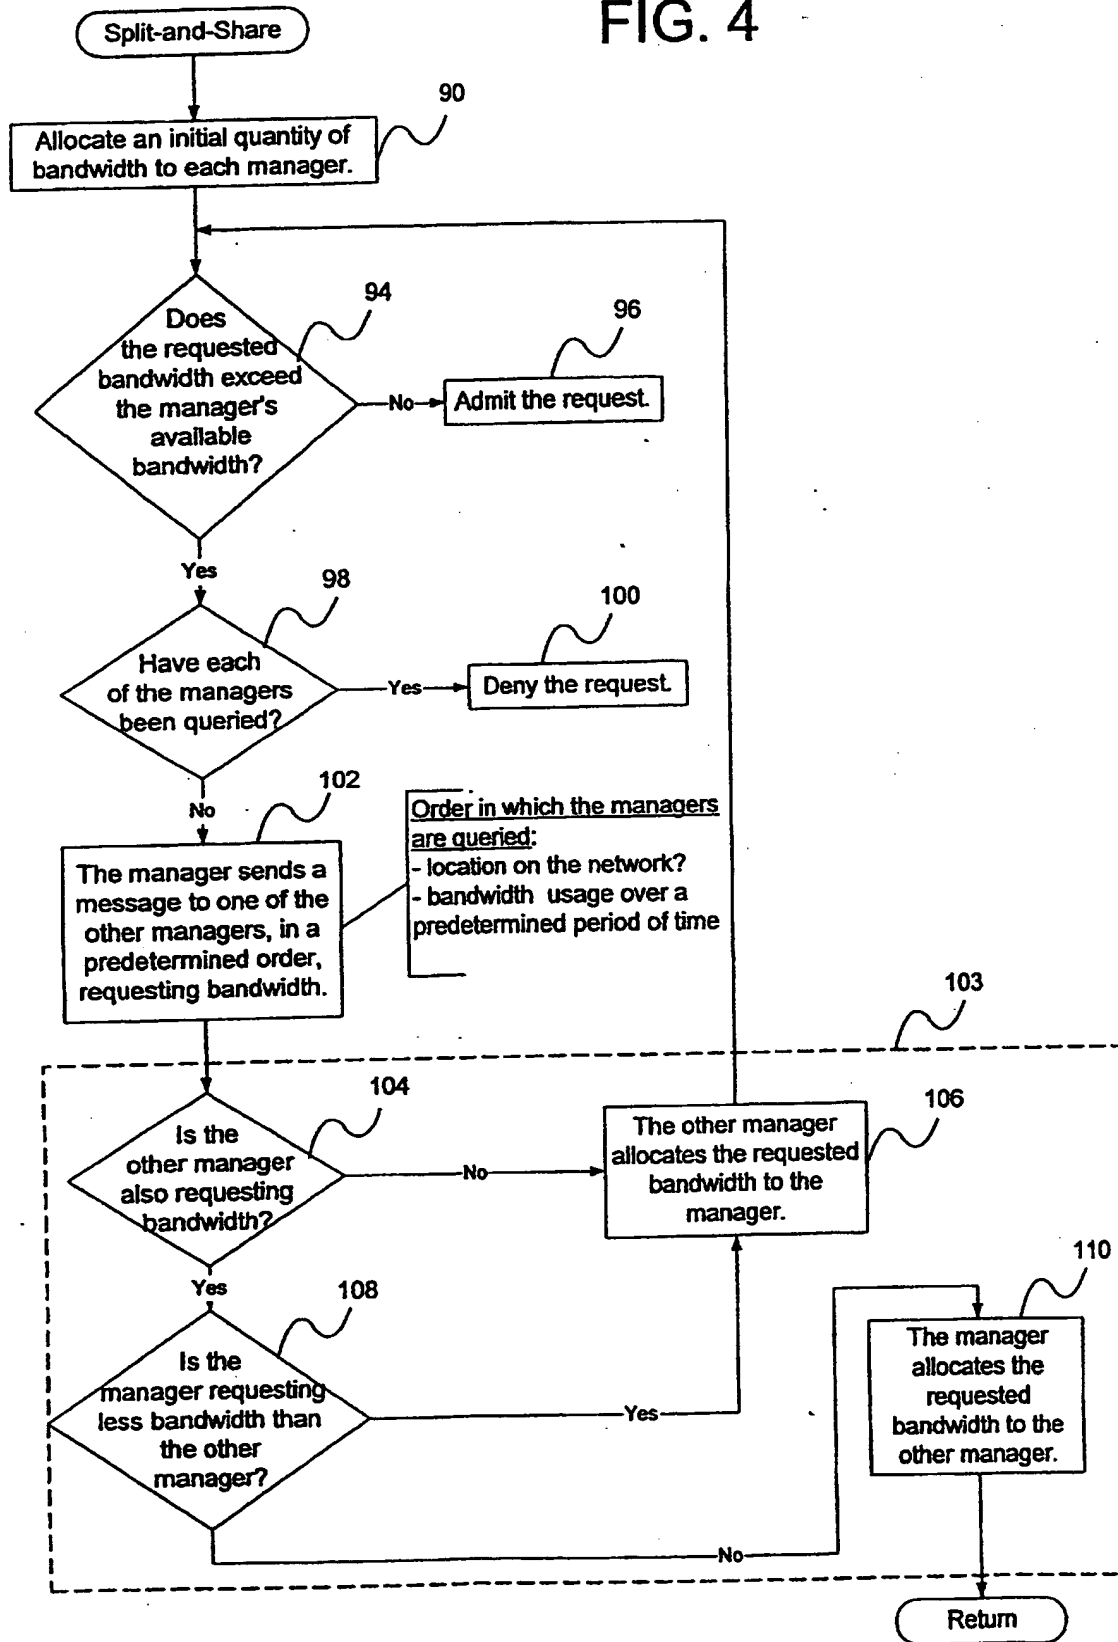 FIG. 4
Split-and-Share
90
Allocate an initial quantity of
bandwidth to each manager.
94
Does
the requested
bandwidth exceed
the manager's
available
bandwidth?
No
96
Admit the request.
Yes
98
Have each
of the managers
been queried?
Yes
100
Deny the request.
No
102
The manager sends a
message to one of the
other managers, in a
predetermined order,
requesting bandwidth.
Order in which the managers
are queried:
- location on the network?
- bandwidth usage over a
predetermined period of time
103
104
Is the
other manager
also requesting
bandwidth?
No
106
The other manager
allocates the requested
bandwidth to the
manager.
Yes
108
Is the
manager requesting
less bandwidth than
the other
manager?
Yes
110
The manager
allocates the
requested
bandwidth to the
other manager.
No
Return